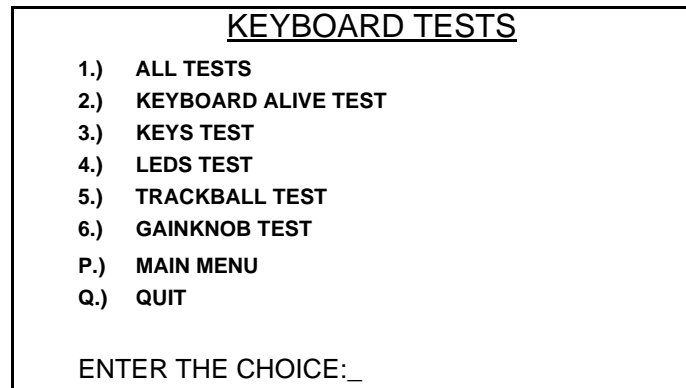 KEYBOARD TESTS
1.) ALL TESTS
2.) KEYBOARD ALIVE TEST
3.) KEYS TEST
4.) LEDS TEST
5.) TRACKBALL TEST
6.) GAINKNOB TEST
P.) MAIN MENU
Q.) QUIT
ENTER THE CHOICE:_